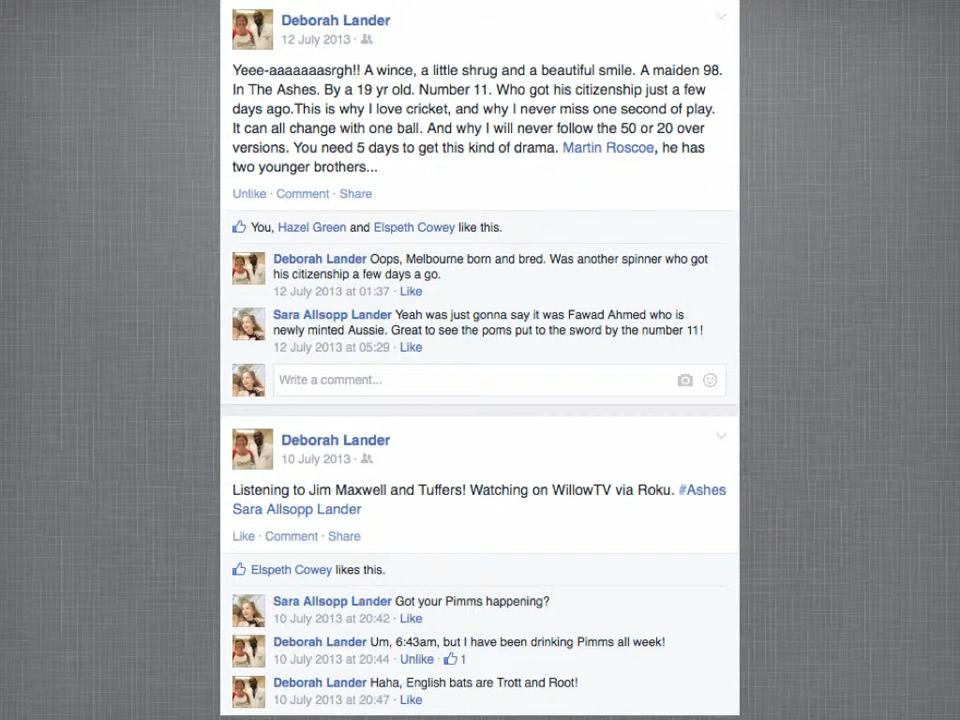 Deborah Lander
12 July 2013 ·
Yeee-aaaaaaasrgh!! A wince, a little shrug and a beautiful smile. A maiden 98.
In The Ashes. By a 19 yr old. Number 11. Who got his citizenship just a few
days ago.This is why I love cricket, and why I never miss one second of play.
It can all change with one ball. And why I will never follow the 50 or 20 over
versions. You need 5 days to get this kind of drama. Martin Roscoe, he has
two younger brothers...
Unlike · Comment · Share
You, Hazel Green and Elspeth Cowey like this.
Deborah Lander Oops, Melbourne born and bred. Was another spinner who got
his citizenship a few days a go.
12 July 2013 at 01:37 · Like
Sara Allsopp Lander Yeah was just gonna say it was Fawad Ahmed who is
newly minted Aussie. Great to see the poms put to the sword by the number 11!
12 July 2013 at 05:29 · Like
Write a comment...
Deborah Lander
10 July 2013 ·
Listening to Jim Maxwell and Tuffers! Watching on WillowTV via Roku. #Ashes
Sara Allsopp Lander
Like · Comment · Share
Elspeth Cowey likes this.
Sara Allsopp Lander Got your Pimms happening?
10 July 2013 at 20:42 · Like
Deborah Lander Um, 6:43am, but I have been drinking Pimms all week!
10 July 2013 at 20:44 · Unlike · 1
Deborah Lander Haha, English bats are Trott and Root!
10 July 2013 at 20:47 · Like